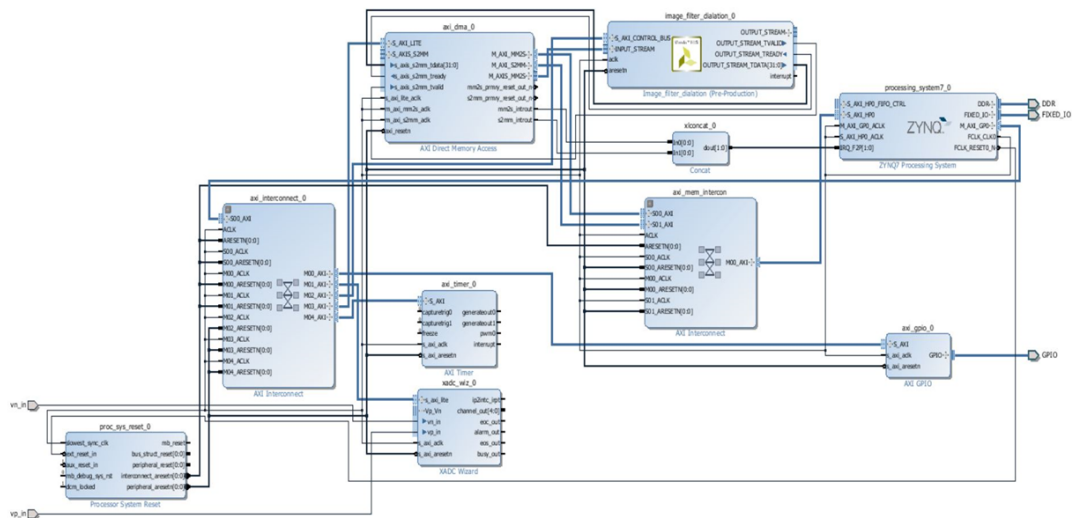 axi_dma_0
S_AXI_LITE
S_AXIS_S2MM
s_axis_s2mm_tdata[31:0]
s_axis_s2mm_tready
s_axis_s2mm_tvalid
s_axi_lite_aclk
m_axi_mm2s_aclk
m_axi_s2mm_aclk
axi_resetn
M_AXI_MM2S
M_AXI_S2MM
M_AXIS_MM2S
mm2s_prmry_reset_out_n
s2mm_prmry_reset_out_n
mm2s_introut
s2mm_introut
AXI Direct Memory Access
image_filter_dialation_0
S_AXI_CONTROL_BUS
INPUT_STREAM
aclk
aresetn
OUTPUT_STREAM
OUTPUT_STREAM_TVALID
OUTPUT_STREAM_TREADY
OUTPUT_STREAM_TDATA[31:0]
interrupt
Image_filter_dialation (Pre-Production)
xlconcat_0
In0[0:0]
In1[0:0]
dout[1:0]
Concat
processing_system7_0
S_AXI_HP0_FIFO_CTRL
S_AXI_HP0
M_AXI_GP0_ACLK
S_AXI_HP0_ACLK
IRQ_F2P[1:0]
ZYNQ
DDR
FIXED_IO
M_AXI_GP0
FCLK_CLK0
FCLK_RESET0_N
ZYNQ7 Processing System
DDR
FIXED_IO
axi_interconnect_0
S00_AXI
ACLK
ARESETN[0:0]
S00_ACLK
S00_ARESETN[0:0]
M00_ACLK
M00_ARESETN[0:0]
M01_ACLK
M01_ARESETN[0:0]
M02_ACLK
M02_ARESETN[0:0]
M03_ACLK
M03_ARESETN[0:0]
M04_ACLK
M04_ARESETN[0:0]
M00_AXI
M01_AXI
M02_AXI
M03_AXI
M04_AXI
AXI Interconnect
axi_mem_intercon
S00_AXI
S01_AXI
ACLK
ARESETN[0:0]
S00_ACLK
S00_ARESETN[0:0]
M00_ACLK
M00_ARESETN[0:0]
S01_ACLK
S01_ARESETN[0:0]
M00_AXI
AXI Interconnect
axi_timer_0
S_AXI
capturetrig0
capturetrig1
freeze
s_axi_aclk
s_axi_aresetn
generateout0
generateout1
pwm0
interrupt
AXI Timer
axi_gpio_0
S_AXI
s_axi_aclk
s_axi_aresetn
GPIO
AXI GPIO
GPIO
xadc_wiz_0
s_axi_lite
Vp_Vn
vn_in
vp_in
s_axi_aclk
s_axi_aresetn
ip2intc_irpt
channel_out[4:0]
eoc_out
alarm_out
eos_out
busy_out
XADC Wizard
vn_in
proc_sys_reset_0
slowest_sync_clk
ext_reset_in
aux_reset_in
mb_debug_sys_rst
dcm_locked
mb_reset
bus_struct_reset[0:0]
peripheral_reset[0:0]
interconnect_aresetn[0:0]
peripheral_aresetn[0:0]
Processor System Reset
vp_in